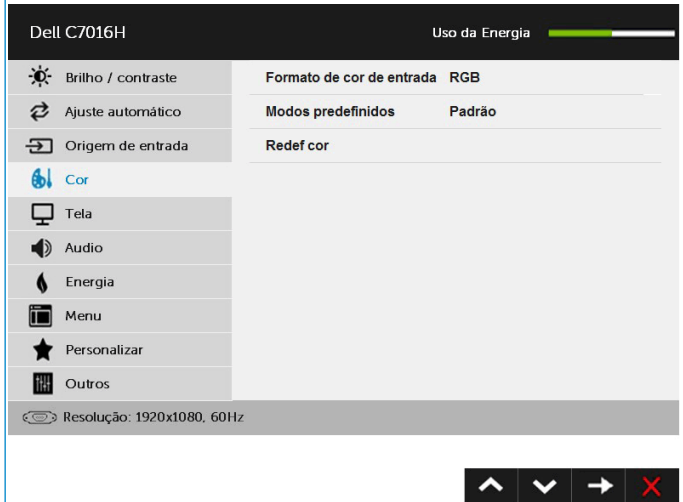 Dell C7016H Uso da Energia
Brilho / contraste Formato de cor de entrada RGB
Ajuste automático Modos predefinidos Padrão
Origem de entrada Redef cor
Cor
Tela
Audio
Energia
Menu
Personalizar
Outros
Resolução: 1920x1080, 60Hz